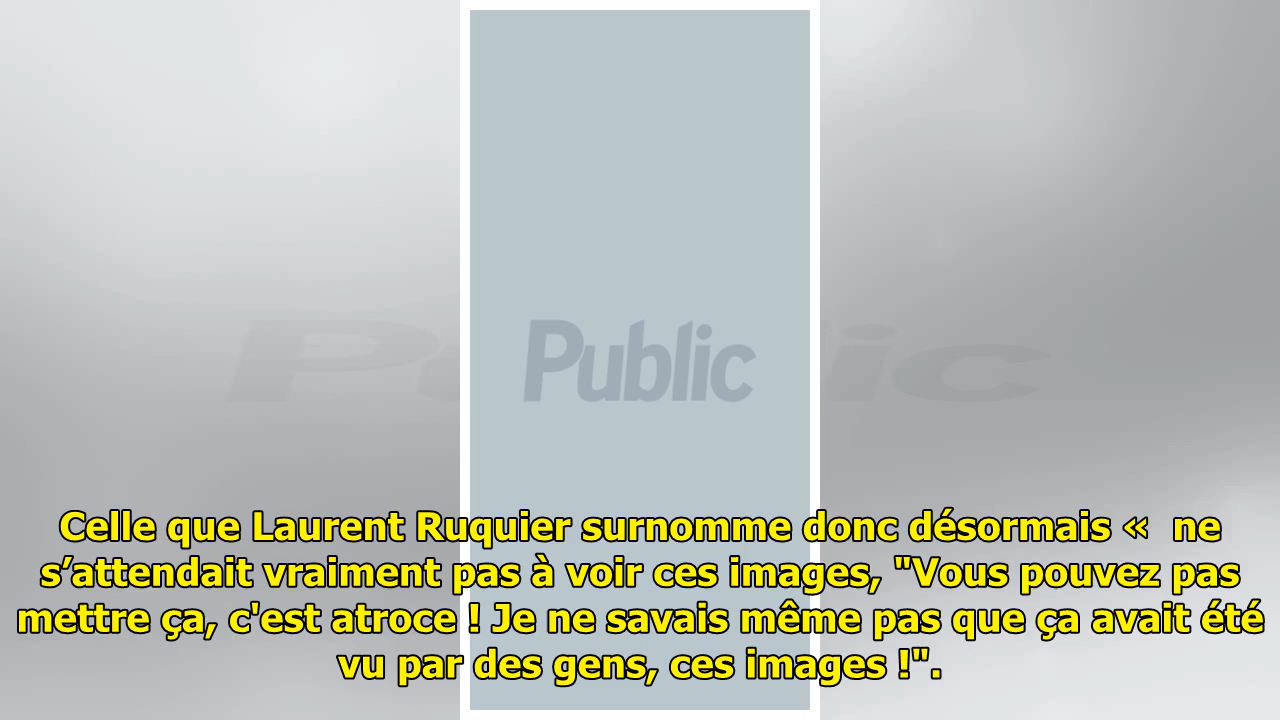 Public
Public
Celle que Laurent Ruquier surnomme donc désormais «  ne
s’attendait vraiment pas à voir ces images, "Vous pouvez pas
mettre ça, c'est atroce ! Je ne savais même pas que ça avait été
vu par des gens, ces images !".